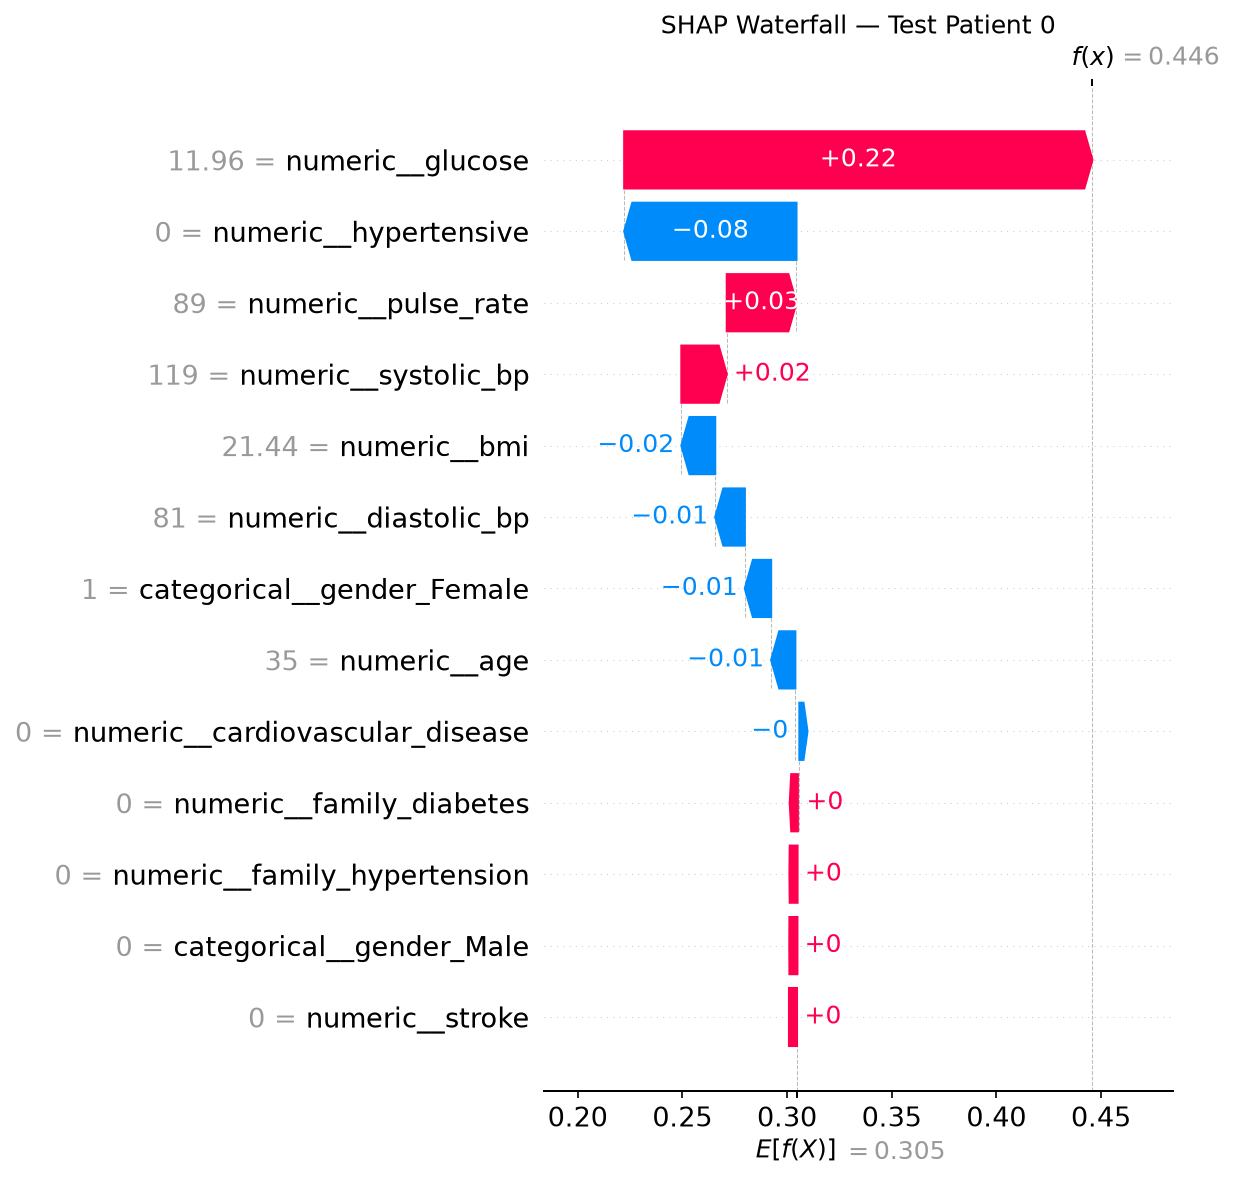 SHAP Waterfall — Test Patient 0
f(x) = 0.446
11.96 = numeric__glucose +0.22
0 = numeric__hypertensive −0.08
89 = numeric__pulse_rate +0.03
119 = numeric__systolic_bp +0.02
21.44 = numeric__bmi −0.02
81 = numeric__diastolic_bp −0.01
1 = categorical__gender_Female −0.01
35 = numeric__age −0.01
0 = numeric__cardiovascular_disease −0
0 = numeric__family_diabetes +0
0 = numeric__family_hypertension +0
0 = categorical__gender_Male +0
0 = numeric__stroke +0
0.20 0.25 0.30 0.35 0.40 0.45
E[f(X)] = 0.305